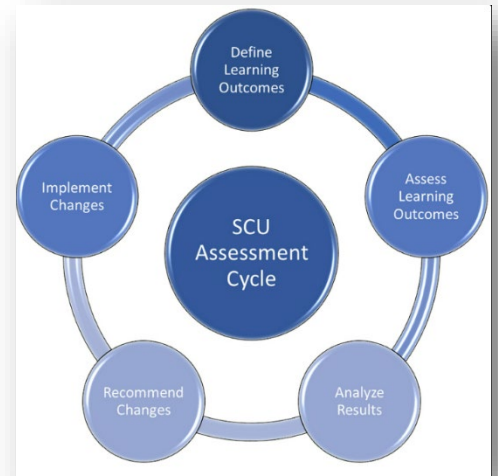 Define
Learning
Outcomes
Assess
Learning
Outcomes
Analyze
Results
Recommend
Changes
Implement
Changes
SCU
Assessment
Cycle